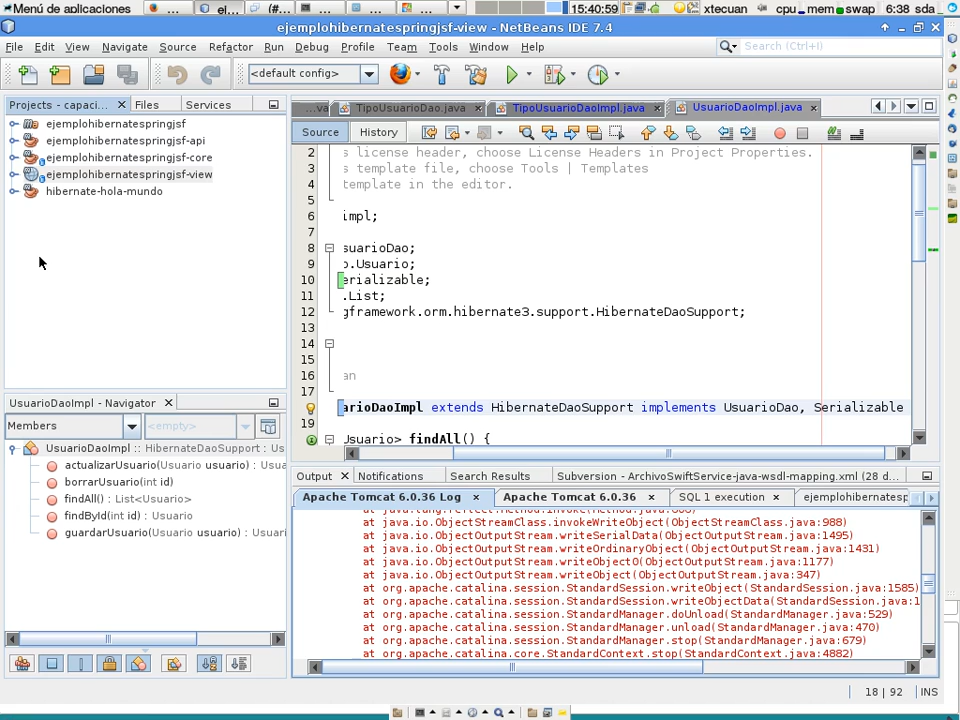 Menú de aplicaciones
...
el...
(#...
...
...
...
15:40:59
xtecuan
cpu
mem
swap
6:38 sda
ejemplohibernatespringjsf-view - NetBeans IDE 7.4
File Edit View Navigate Source Refactor Run Debug Profile Team Tools Window Help
Search (Ctrl+I)
<default config>
Projects - capaci...
Files
Services
ejemplohibernatespringjsf
ejemplohibernatespringjsf-api
ejemplohibernatespringjsf-core
ejemplohibernatespringjsf-view
hibernate-hola-mundo
...va
TipoUsuarioDao.java
TipoUsuarioDaoImpl.java
UsuarioDaoImpl.java
Source
History
2 s license header, choose License Headers in Project Properties.
3 s template file, choose Tools | Templates
4 template in the editor.
5
6 impl;
7
8 suarioDao;
9 o.Usuario;
10 erializable;
11 .List;
12 gframework.orm.hibernate3.support.HibernateDaoSupport;
13
14
15
16 an
17
arioDaoImpl extends HibernateDaoSupport implements UsuarioDao, Serializable
19
Usuario> findAll() {
UsuarioDaoImpl - Navigator
Members
<empty>
UsuarioDaoImpl :: HibernateDaoSupport :
actualizarUsuario(Usuario usuario) : Usua
borrarUsuario(int id)
findAll() : List<Usuario>
findById(int id) : Usuario
guardarUsuario(Usuario usuario) : Usuari
Output
Notifications
Search Results
Subversion - ArchivoSwiftService-java-wsdl-mapping.xml (28 d...
Apache Tomcat 6.0.36 Log
Apache Tomcat 6.0.36
SQL 1 execution
ejemplohibernatesp
at java.lang.reflect.Method.invoke(Method.java:606)
at java.io.ObjectStreamClass.invokeWriteObject(ObjectStreamClass.java:988)
at java.io.ObjectOutputStream.writeSerialData(ObjectOutputStream.java:1495)
at java.io.ObjectOutputStream.writeOrdinaryObject(ObjectOutputStream.java:1431)
at java.io.ObjectOutputStream.writeObject0(ObjectOutputStream.java:1177)
at java.io.ObjectOutputStream.writeObject(ObjectOutputStream.java:347)
at org.apache.catalina.session.StandardSession.writeObject(StandardSession.java:1585)
at org.apache.catalina.session.StandardSession.writeObjectData(StandardSession.java:1
at org.apache.catalina.session.StandardManager.doUnload(StandardManager.java:529)
at org.apache.catalina.session.StandardManager.unload(StandardManager.java:470)
at org.apache.catalina.session.StandardManager.stop(StandardManager.java:679)
at org.apache.catalina.core.StandardContext.stop(StandardContext.java:4882)
18 | 92
INS